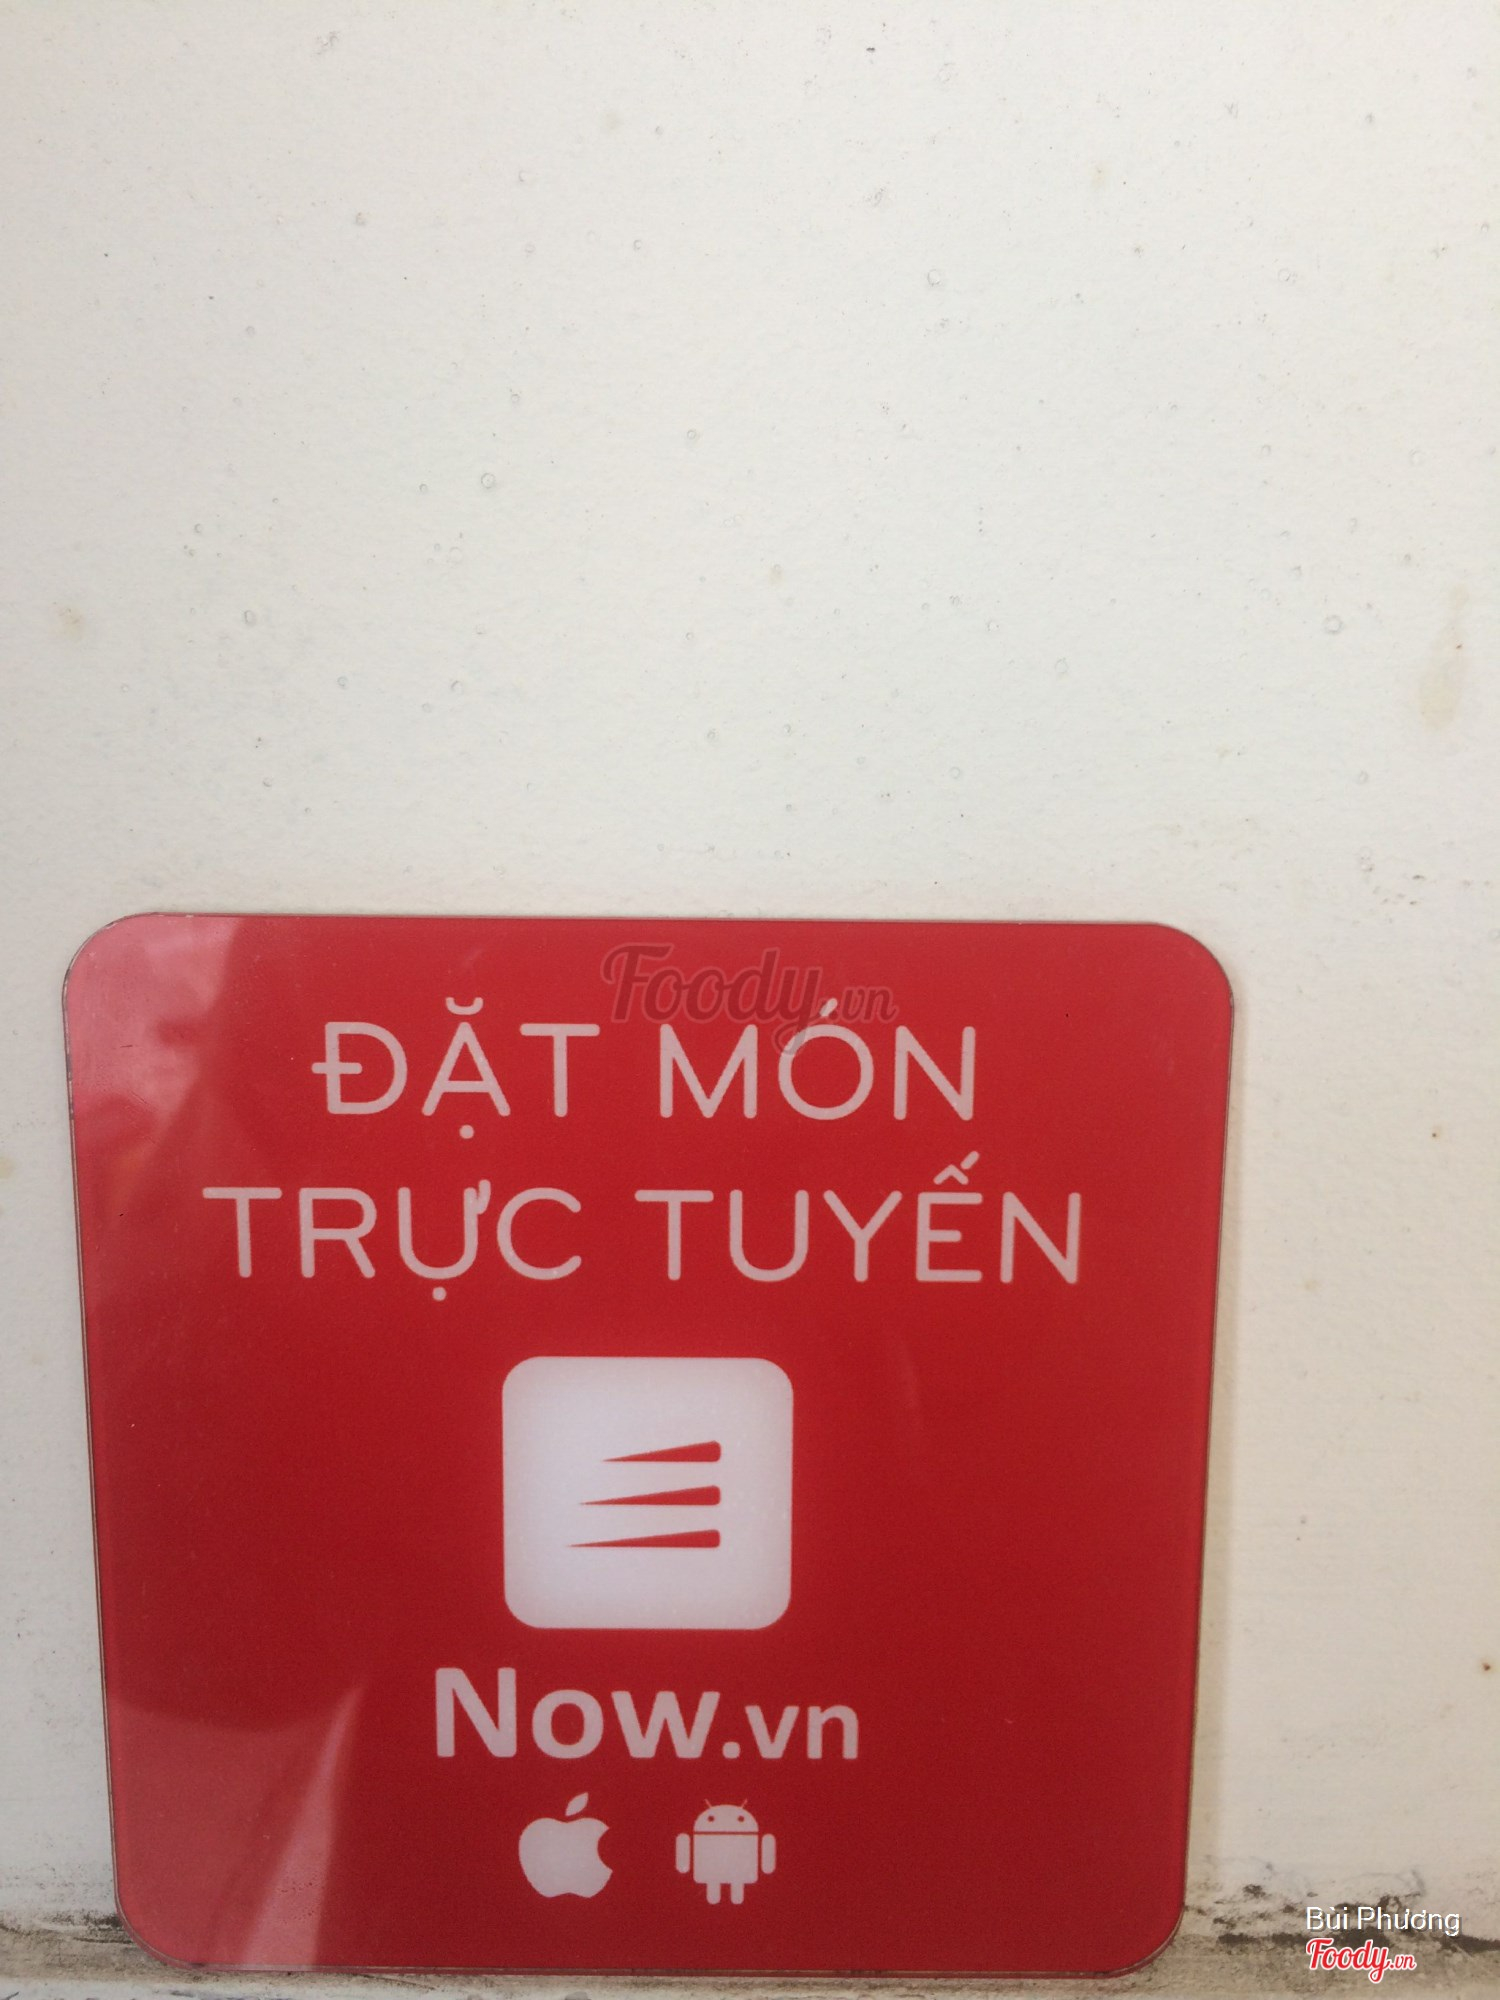 Foody.vn
ĐẶT MÓN
TRỰC TUYẾN
Now.vn
Bùi Phương
Foody.vn